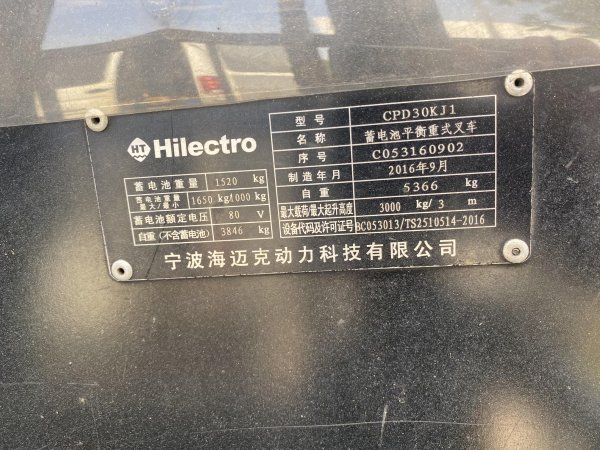 HT Hilectro
型号 CPD30KJ1
名称 蓄电池平衡重式叉车
序号 C053160902
制造年月 2016年9月
自重 5366 kg
最大载荷/最大起升高度 3000 kg/ 3 m
设备代码及许可证号 BC053013/TS2510514-2016
蓄电池重量 1520 kg
蓄电池重量 最大/最小 1650 kg1000 kg
蓄电池额定电压 80 V
自重（不含蓄电池） 3846 kg
宁波海迈克动力科技有限公司